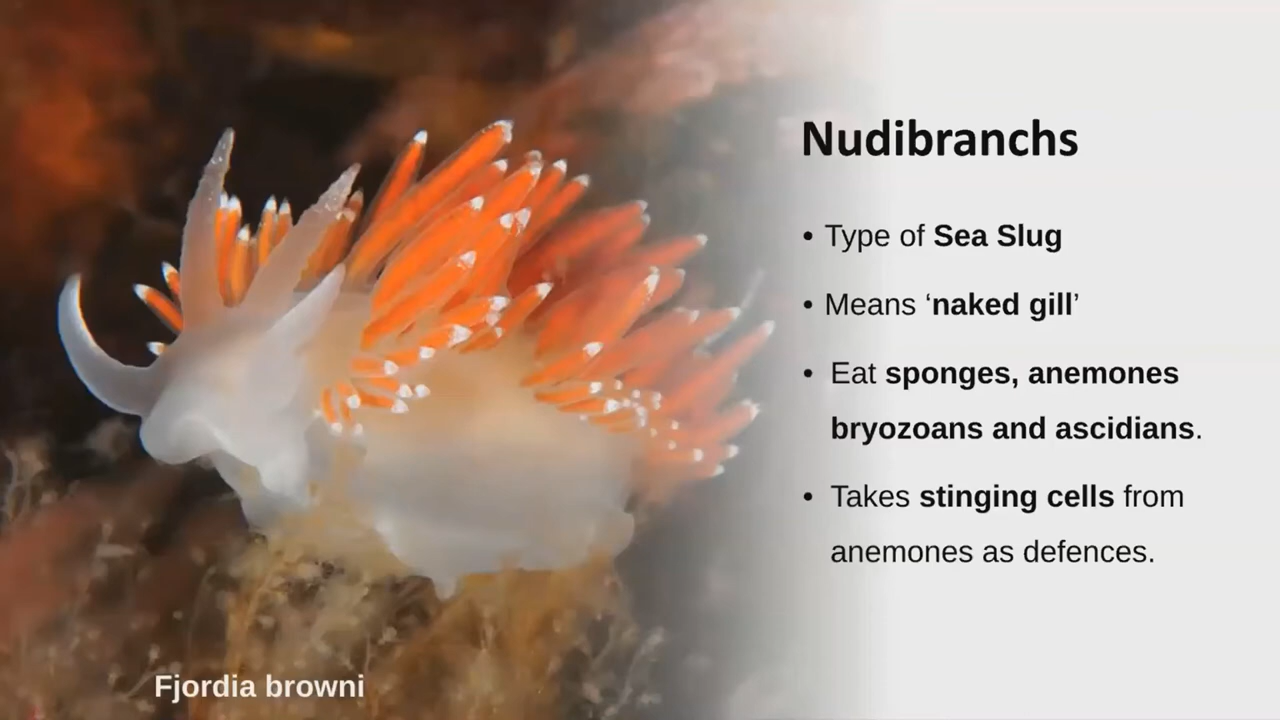 Nudibranchs
• Type of Sea Slug
• Means ‘naked gill’
• Eat sponges, anemones
bryozoans and ascidians.
• Takes stinging cells from
anemones as defences.
Fjordia browni